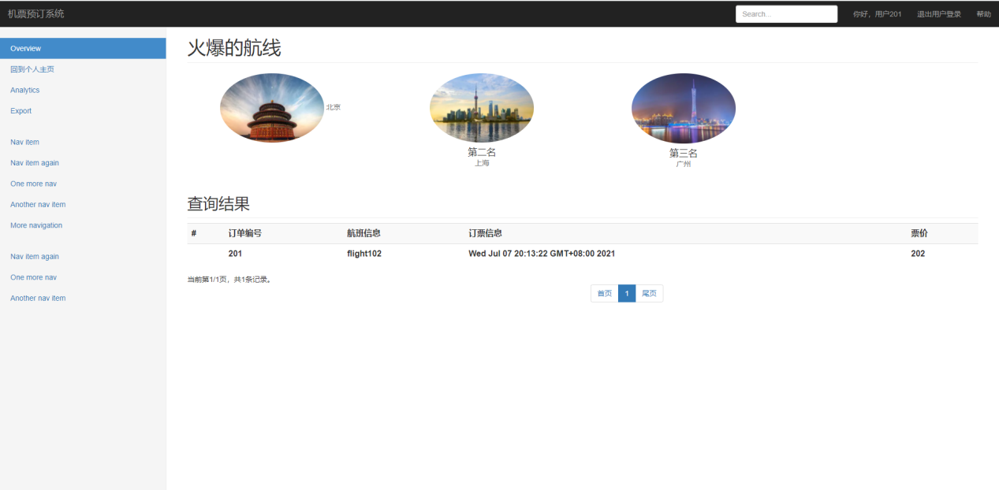 机票预订系统 Search... 你好，用户201 退出用户登录 帮助
Overview
回到个人主页
Analytics
Export
Nav item
Nav item again
One more nav
Another nav item
More navigation
Nav item again
One more nav
Another nav item
火爆的航线
北京
第二名
上海
第三名
广州
查询结果
# 订单编号 航班信息 订票信息 票价
201 flight102 Wed Jul 07 20:13:22 GMT+08:00 2021 202
当前第1/1页，共1条记录。
首页 1 尾页